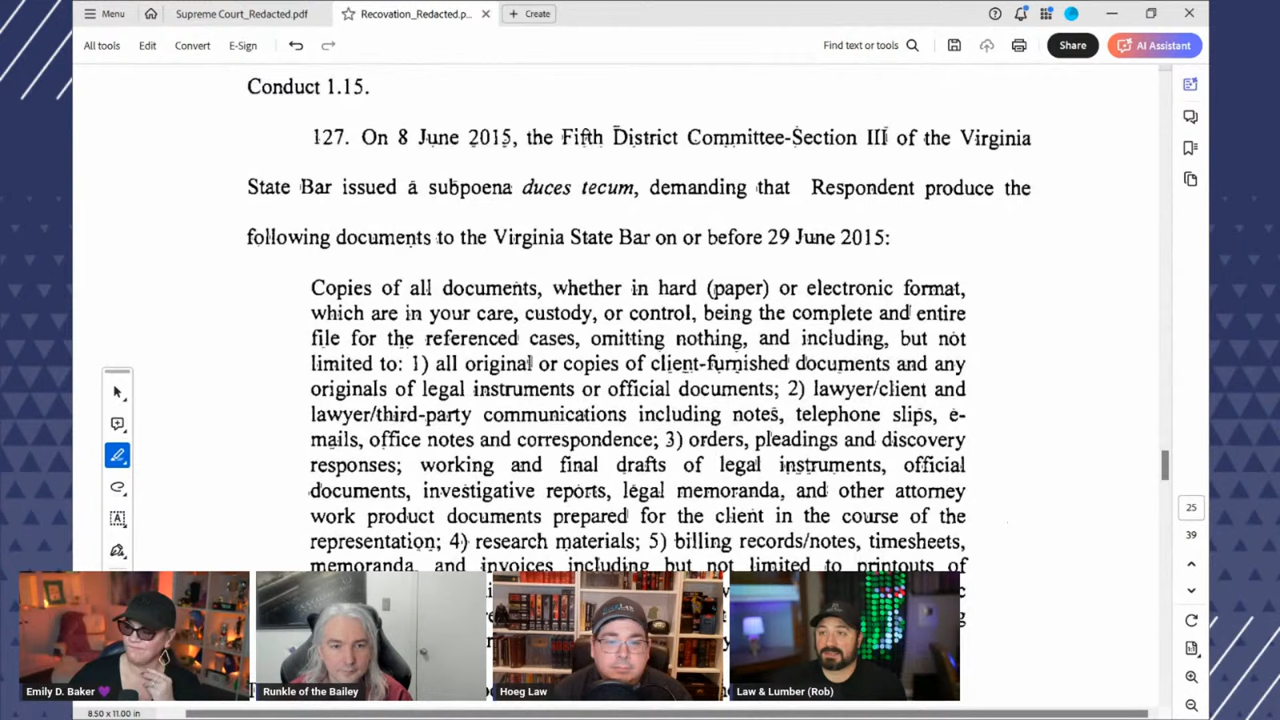 Menu
Supreme Court_Redacted.pdf
Recovation_Redacted.p...
Create
All tools
Edit
Convert
E-Sign
Find text or tools
Share
AI Assistant
Conduct 1.15.
127. On 8 June 2015, the Fifth District Committee-Section III of the Virginia
State Bar issued a subpoena duces tecum, demanding that Respondent produce the
following documents to the Virginia State Bar on or before 29 June 2015:
Copies of all documents, whether in hard (paper) or electronic format,
which are in your care, custody, or control, being the complete and entire
file for the referenced cases, omitting nothing, and including, but not
limited to: 1) all original or copies of client-furnished documents and any
originals of legal instruments or official documents; 2) lawyer/client and
lawyer/third-party communications including notes, telephone slips, e-
mails, office notes and correspondence; 3) orders, pleadings and discovery
responses; working and final drafts of legal instruments, official
documents, investigative reports, legal memoranda, and other attorney
work product documents prepared for the client in the course of the
representation; 4) research materials; 5) billing records/notes, timesheets,
memoranda, and invoices including but not limited to printouts of
25
39
Emily D. Baker 💜
Runkle of the Bailey
Hoeg Law
Law & Lumber (Rob)
8.50 x 11.00 in